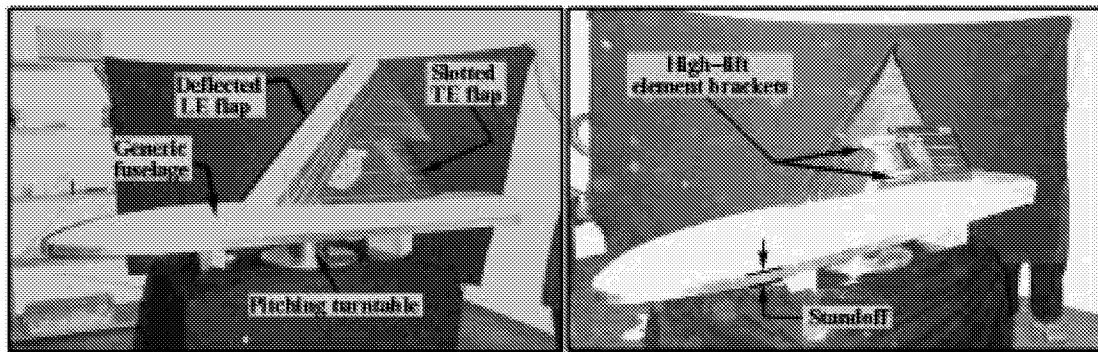 Deflected
LE flap
Slotted
TE flap
Generic
fuselage
Pitching turntable
High-lift
element brackets
Standoff